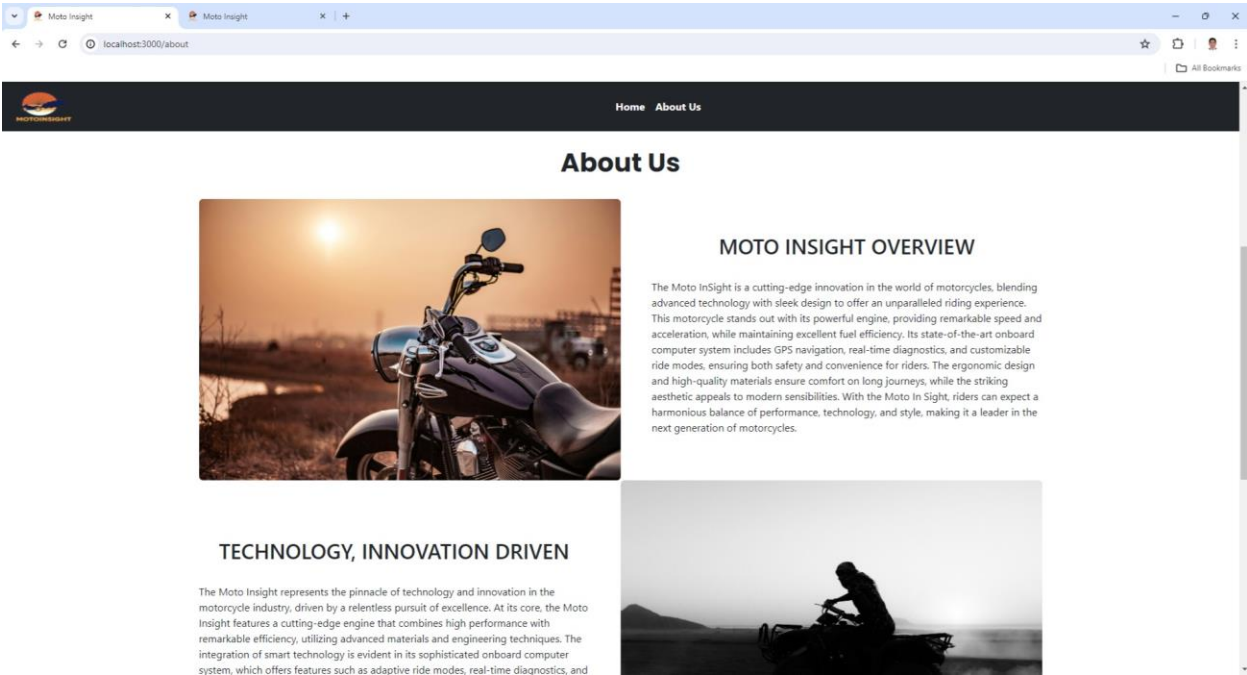 Moto Insight
Moto Insight
localhost:3000/about
All Bookmarks
MOTOINSIGHT
Home About Us
About Us
MOTO INSIGHT OVERVIEW
The Moto InSight is a cutting-edge innovation in the world of motorcycles, blending
advanced technology with sleek design to offer an unparalleled riding experience.
This motorcycle stands out with its powerful engine, providing remarkable speed and
acceleration, while maintaining excellent fuel efficiency. Its state-of-the-art onboard
computer system includes GPS navigation, real-time diagnostics, and customizable
ride modes, ensuring both safety and convenience for riders. The ergonomic design
and high-quality materials ensure comfort on long journeys, while the striking
aesthetic appeals to modern sensibilities. With the Moto In Sight, riders can expect a
harmonious balance of performance, technology, and style, making it a leader in the
next generation of motorcycles.
TECHNOLOGY, INNOVATION DRIVEN
The Moto Insight represents the pinnacle of technology and innovation in the
motorcycle industry, driven by a relentless pursuit of excellence. At its core, the Moto
Insight features a cutting-edge engine that combines high performance with
remarkable efficiency, utilizing advanced materials and engineering techniques. The
integration of smart technology is evident in its sophisticated onboard computer
system, which offers features such as adaptive ride modes, real-time diagnostics, and